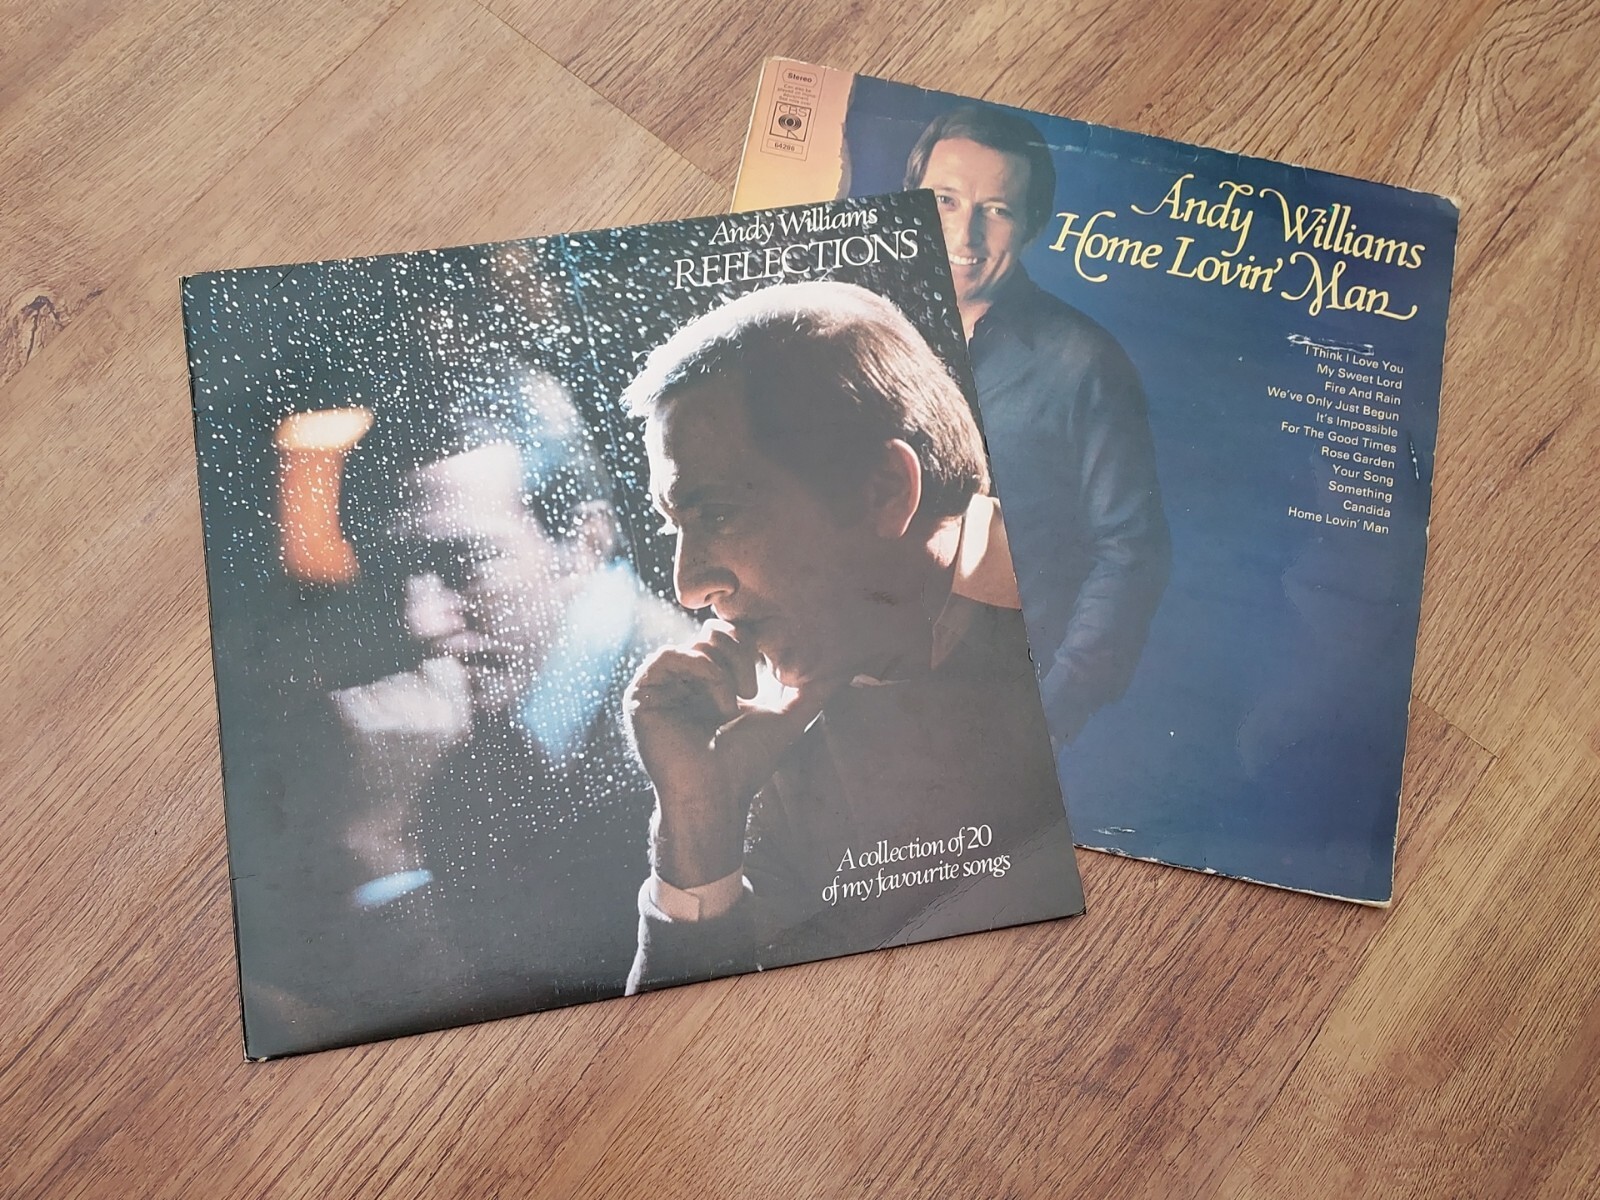 Andy Williams
REFLECTIONS
A collection of 20
of my favourite songs
Stereo
CBS
64286
Andy Williams
Home Lovin' Man
I Think I Love You
My Sweet Lord
Fire And Rain
We've Only Just Begun
It's Impossible
For The Good Times
Rose Garden
Your Song
Something
Candida
Home Lovin' Man